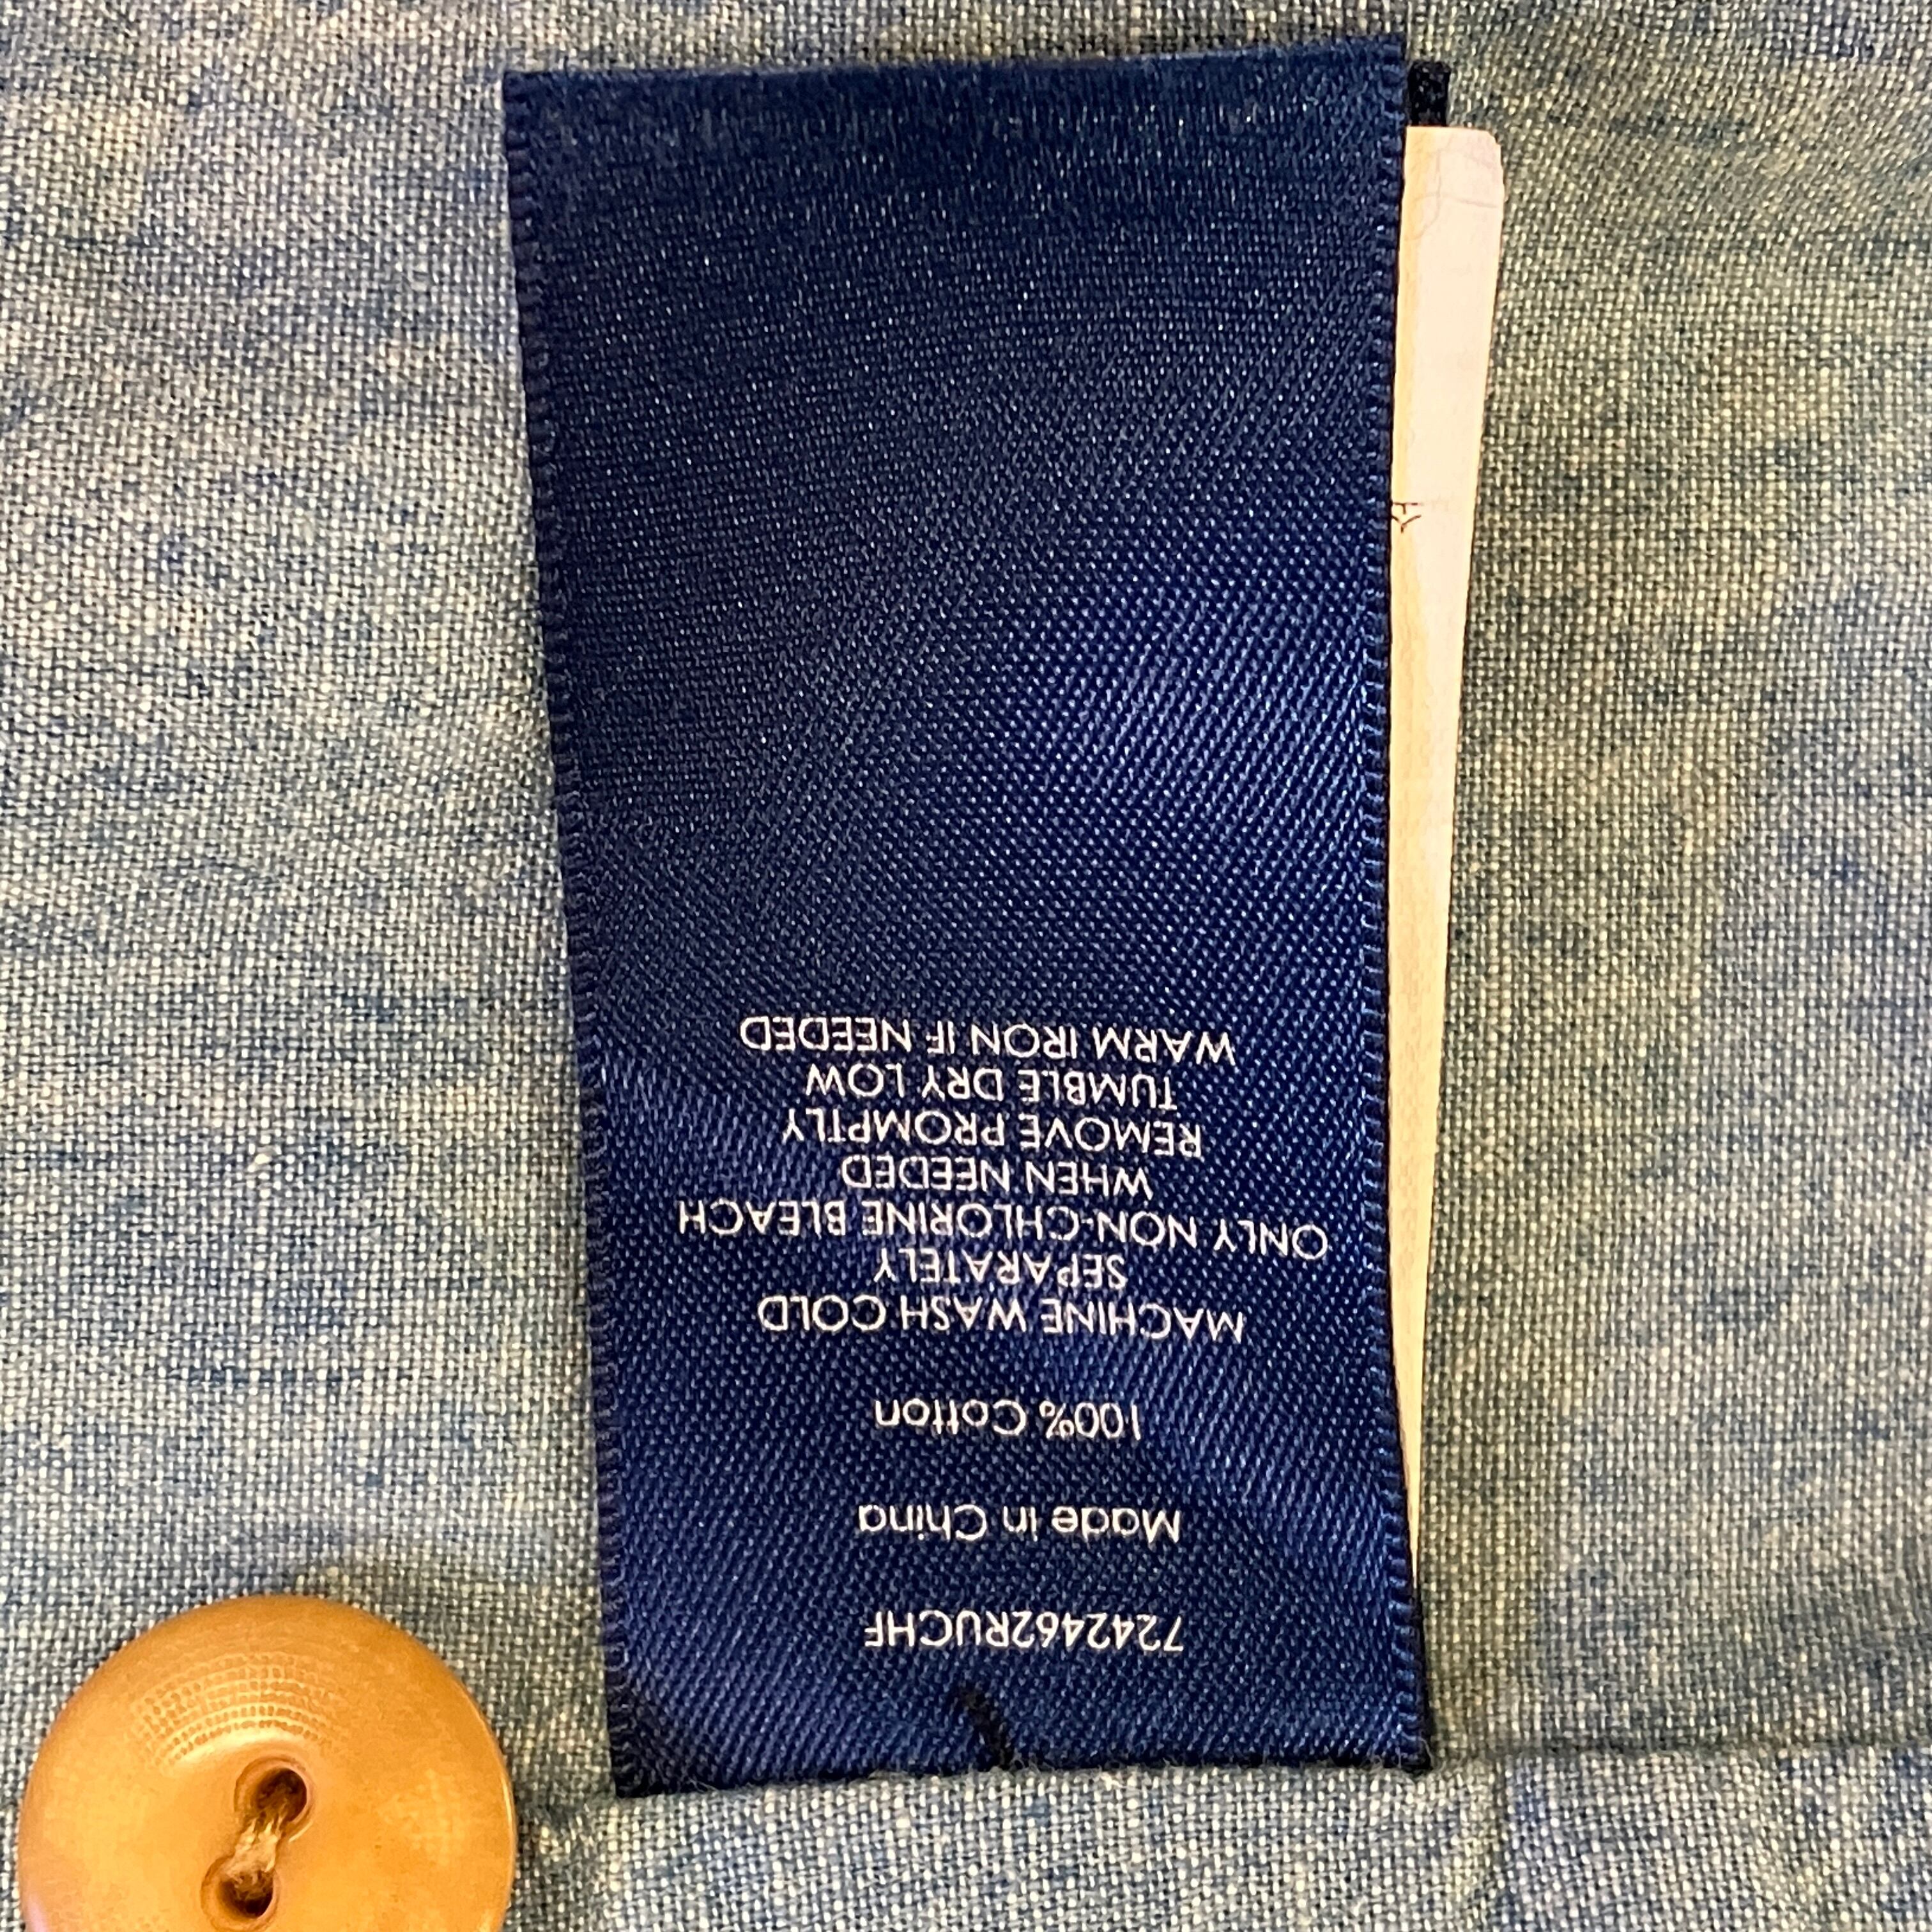 7242462RUCHF
Made in China
100% Cotton
MACHINE WASH COLD
SEPARATELY
ONLY NON-CHLORINE BLEACH
WHEN NEEDED
REMOVE PROMPTLY
TUMBLE DRY LOW
WARM IRON IF NEEDED